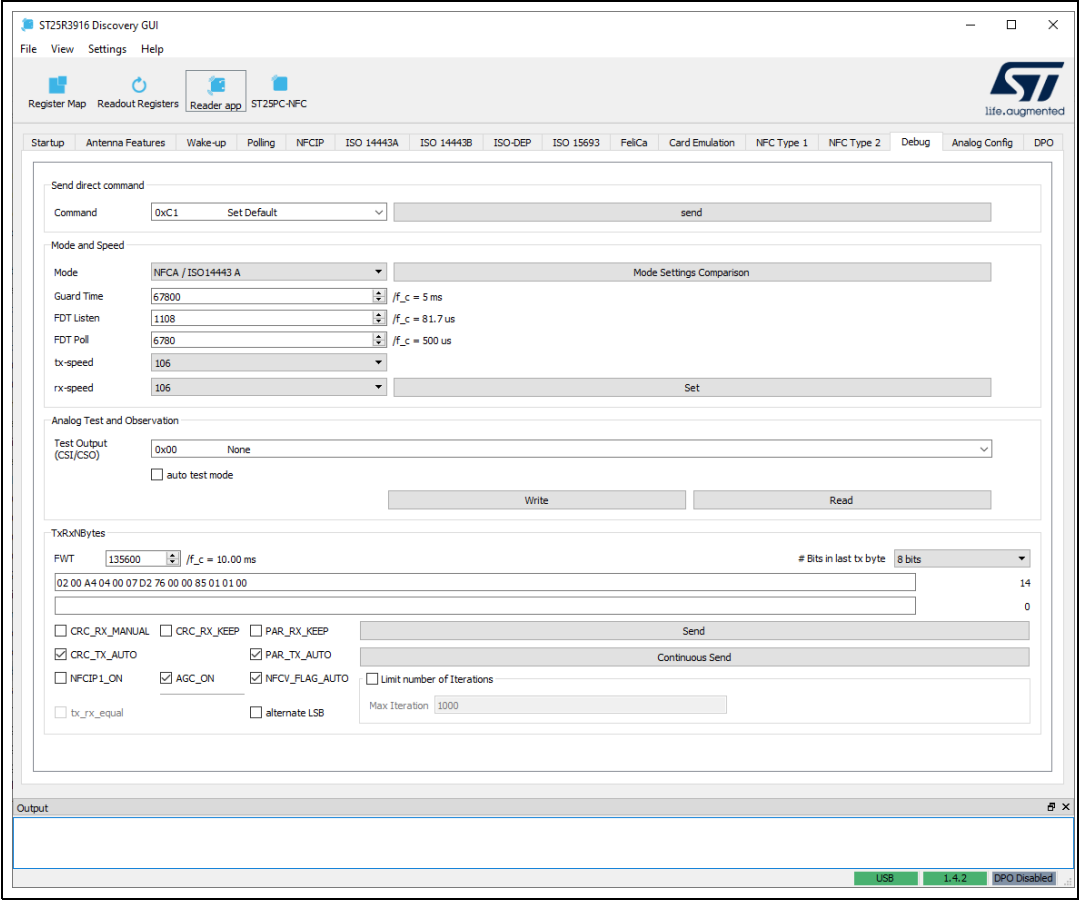 ST25R3916 Discovery GUI
File View Settings Help
Register Map Readout Registers Reader app ST25PC-NFC
life.augmented
Startup Antenna Features Wake-up Polling NFCIP ISO 14443A ISO 14443B ISO-DEP ISO 15693 FeliCa Card Emulation NFC Type 1 NFC Type 2 Debug Analog Config DPO
Send direct command
Command 0xC1 Set Default send
Mode and Speed
Mode NFCA / ISO14443 A Mode Settings Comparison
Guard Time 67800 /f_c = 5 ms
FDT Listen 1108 /f_c = 81.7 us
FDT Poll 6780 /f_c = 500 us
tx-speed 106
rx-speed 106 Set
Analog Test and Observation
Test Output
(CSI/CSO) 0x00 None
auto test mode
Write Read
TxRxNBytes
FWT 135600 /f_c = 10.00 ms # Bits in last tx byte 8 bits
02 00 A4 04 00 07 D2 76 00 00 85 01 01 00 14
0
CRC_RX_MANUAL CRC_RX_KEEP PAR_RX_KEEP Send
CRC_TX_AUTO PAR_TX_AUTO Continuous Send
NFCIP1_ON AGC_ON NFCV_FLAG_AUTO Limit number of Iterations
Max Iteration 1000
tx_rx_equal alternate LSB
Output
USB 1.4.2 DPO Disabled